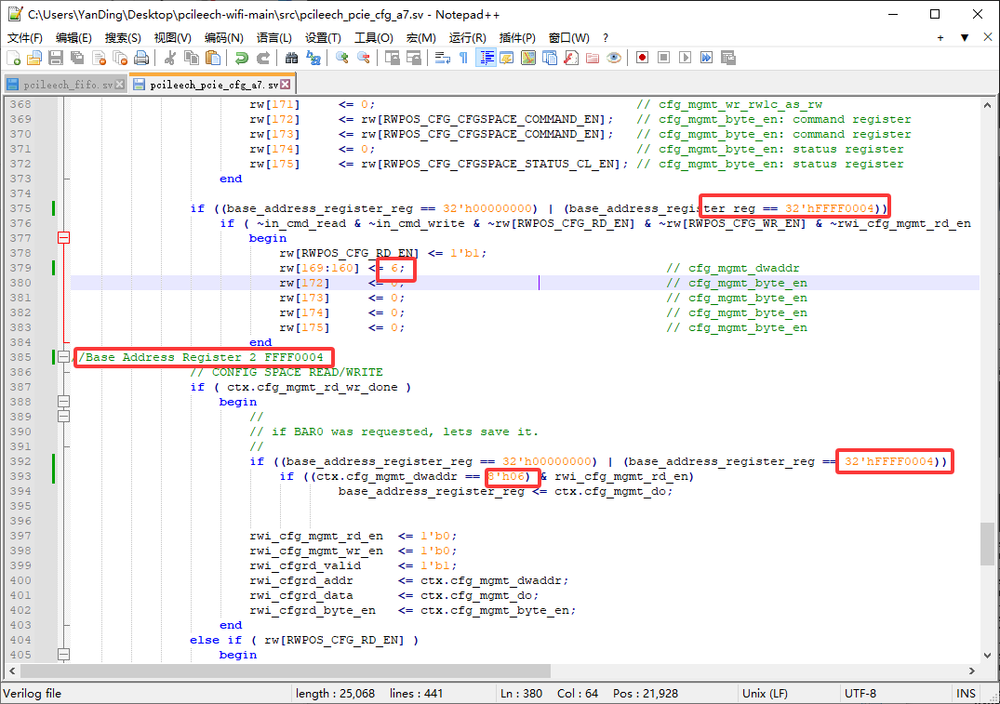 C:\Users\YanDing\Desktop\pcileech-wifi-main\src\pcileech_pcie_cfg_a7.sv - Notepad++
文件(F) 编辑(E) 搜索(S) 视图(V) 编码(N) 语言(L) 设置(T) 工具(O) 宏(M) 运行(R) 插件(P) 窗口(W) ? + ▼ ✕
pcileech_fifo.sv pcileech_pcie_cfg_a7.sv
368 rw[171] <= 0; // cfg_mgmt_wr_rw1c_as_rw
369 rw[172] <= rw[RWPOS_CFG_CFGSPACE_COMMAND_EN]; // cfg_mgmt_byte_en: command register
370 rw[173] <= rw[RWPOS_CFG_CFGSPACE_COMMAND_EN]; // cfg_mgmt_byte_en: command register
371 rw[174] <= 0; // cfg_mgmt_byte_en: status register
372 rw[175] <= rw[RWPOS_CFG_CFGSPACE_STATUS_CL_EN]; // cfg_mgmt_byte_en: status register
373 end
374
375 if ((base_address_register_reg == 32'h00000000) | (base_address_register_reg == 32'hFFFF0004))
376 if ( ~in_cmd_read & ~in_cmd_write & ~rw[RWPOS_CFG_RD_EN] & ~rw[RWPOS_CFG_WR_EN] & ~rwi_cfg_mgmt_rd_en
377 begin
378 rw[RWPOS_CFG_RD_EN] <= 1'b1;
379 rw[169:160] <= 6; // cfg_mgmt_dwaddr
380 rw[172] <= 0; // cfg_mgmt_byte_en
381 rw[173] <= 0; // cfg_mgmt_byte_en
382 rw[174] <= 0; // cfg_mgmt_byte_en
383 rw[175] <= 0; // cfg_mgmt_byte_en
384 end
385 //Base Address Register 2 FFFF0004
386 // CONFIG SPACE READ/WRITE
387 if ( ctx.cfg_mgmt_rd_wr_done )
388 begin
389 //
390 // if BAR0 was requested, lets save it.
391 //
392 if ((base_address_register_reg == 32'h00000000) | (base_address_register_reg == 32'hFFFF0004))
393 if ((ctx.cfg_mgmt_dwaddr == 8'h06) & rwi_cfg_mgmt_rd_en)
394 base_address_register_reg <= ctx.cfg_mgmt_do;
395
396
397 rwi_cfg_mgmt_rd_en <= 1'b0;
398 rwi_cfg_mgmt_wr_en <= 1'b0;
399 rwi_cfgrd_valid <= 1'b1;
400 rwi_cfgrd_addr <= ctx.cfg_mgmt_dwaddr;
401 rwi_cfgrd_data <= ctx.cfg_mgmt_do;
402 rwi_cfgrd_byte_en <= ctx.cfg_mgmt_byte_en;
403 end
404 else if ( rw[RWPOS_CFG_RD_EN] )
405 begin
Verilog file length : 25,068 lines : 441 Ln : 380 Col : 64 Pos : 21,928 Unix (LF) UTF-8 INS